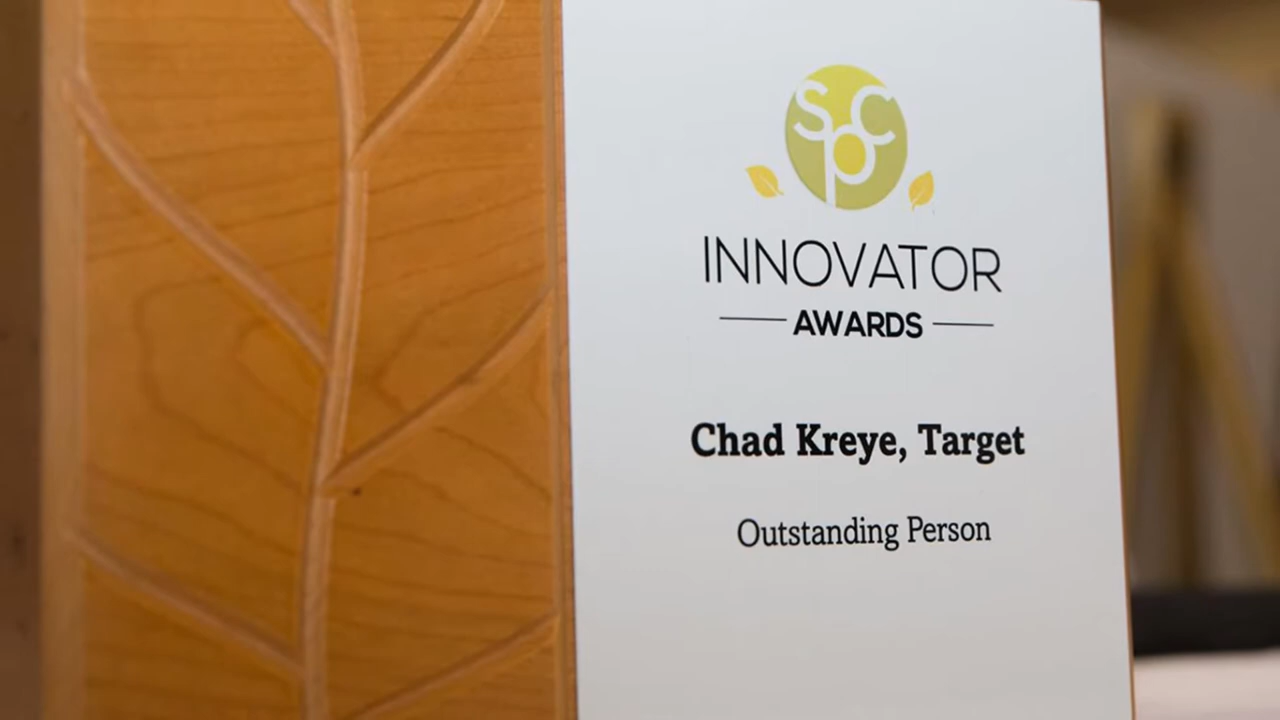 SPC
INNOVATOR
AWARDS
Chad Kreye, Target
Outstanding Person